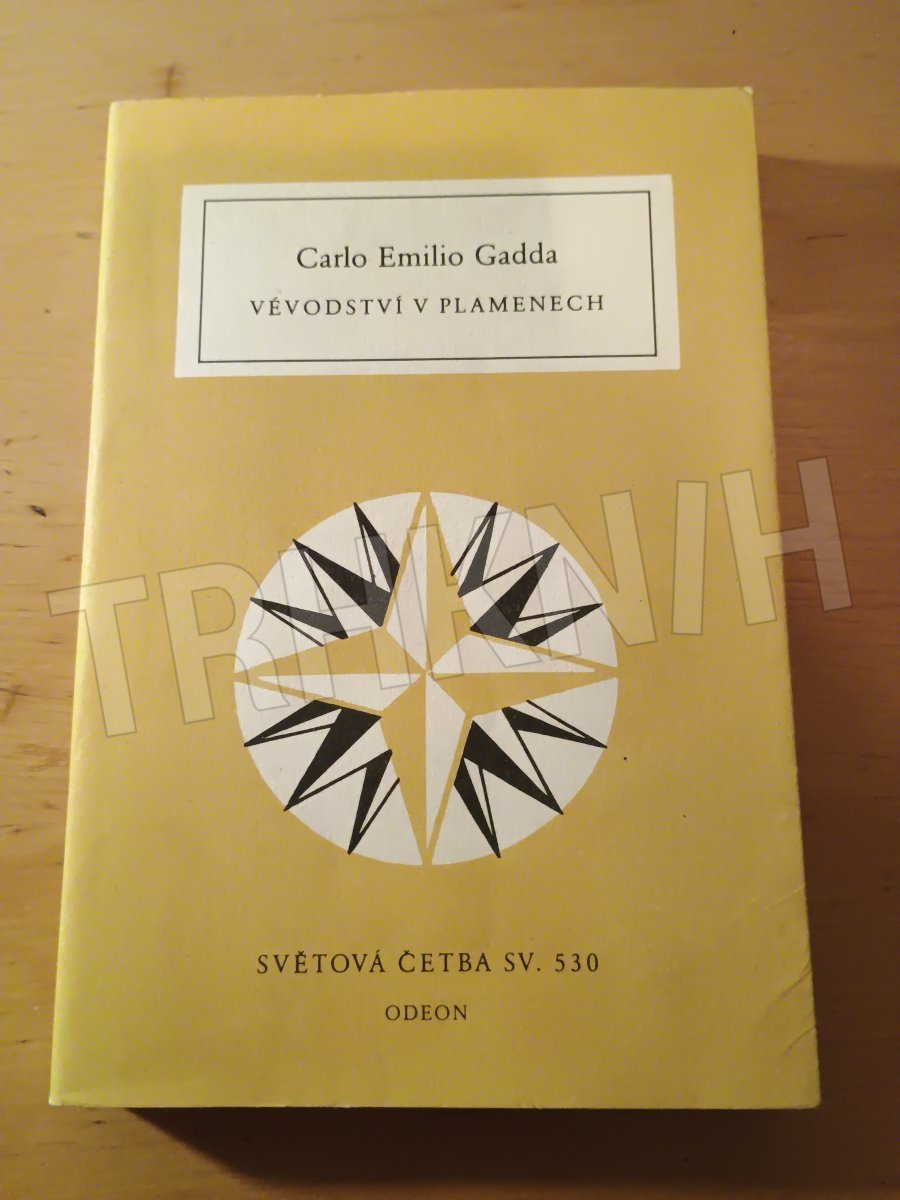 Carlo Emilio Gadda
VÉVODSTVÍ V PLAMENECH
TRHKNIH
SVĚTOVÁ ČETBA SV. 530
ODEON